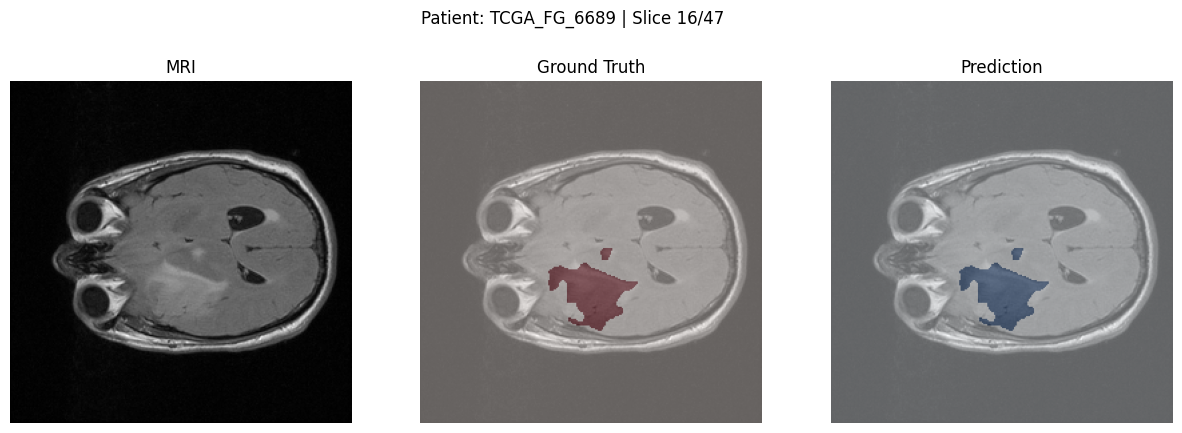 Patient: TCGA_FG_6689 | Slice 16/47
MRI
Ground Truth
Prediction